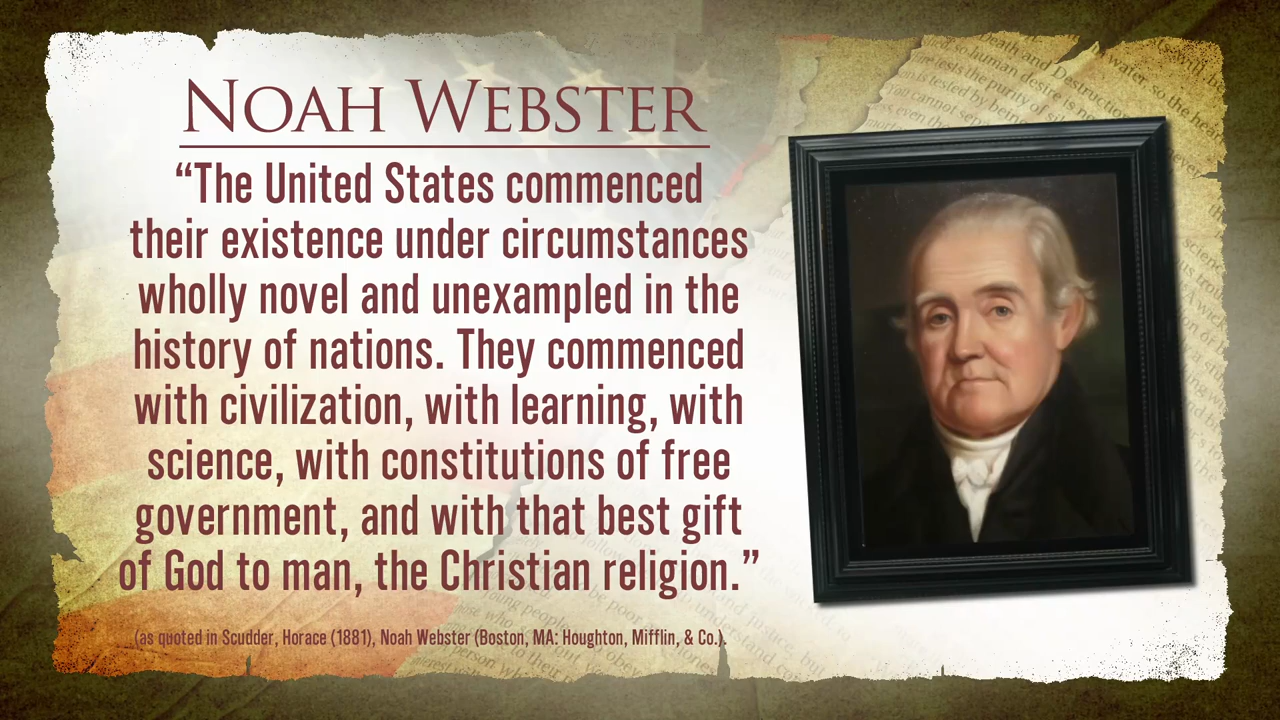 NOAH WEBSTER
“The United States commenced
their existence under circumstances
wholly novel and unexampled in the
history of nations. They commenced
with civilization, with learning, with
science, with constitutions of free
government, and with that best gift
of God to man, the Christian religion.”
(as quoted in Scudder, Horace (1881), Noah Webster (Boston, MA: Houghton, Mifflin, & Co.).